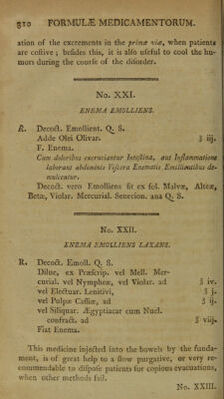 310 FORMULÆ MEDICAMENTORUM.
ation of the excrements in the primæ viæ, when patients
are costive; besides this, it is also useful to cool the hu-
mors during the course of the disorder.
No. XXI.
ENEMA EMOLLIENS.
R. Decoct. Emollient. Q. S.
Adde Olei Olivar. ℥ iij.
F. Enema.
Cum doloribus excruciantur Intestina, aut Inflammatione
laborant abdominis Viscera Enematis Emollientibus de-
mulcentur.
Decoct. vero Emolliens fit ex fol. Malvæ, Alteæ,
Betæ, Violar. Mercurial. Senecion. ana Q. S.
No. XXII.
ENEMA EMOLLIENS LAXANS.
R. Decoct. Emoll. Q. S.
Dilue, ex Præscrip. vel Mell. Mer-
curial. vel Nympheæ, vel Violar. ad ℥ iv.
vel Electuar. Lenitivi, ℥ j.
vel Pulpæ Cassiæ, ad ℥ ij.
vel Siliquar. Ægyptiacar cum Nucl.
contract. ad ℥ viij.
Fiat Enema.
This medicine injected into the bowels by the funda-
ment, is of great help to a slow purgative, or very re-
commendable to dispose patients for copious evacuations,
when other methods fail.
No. XXIII.